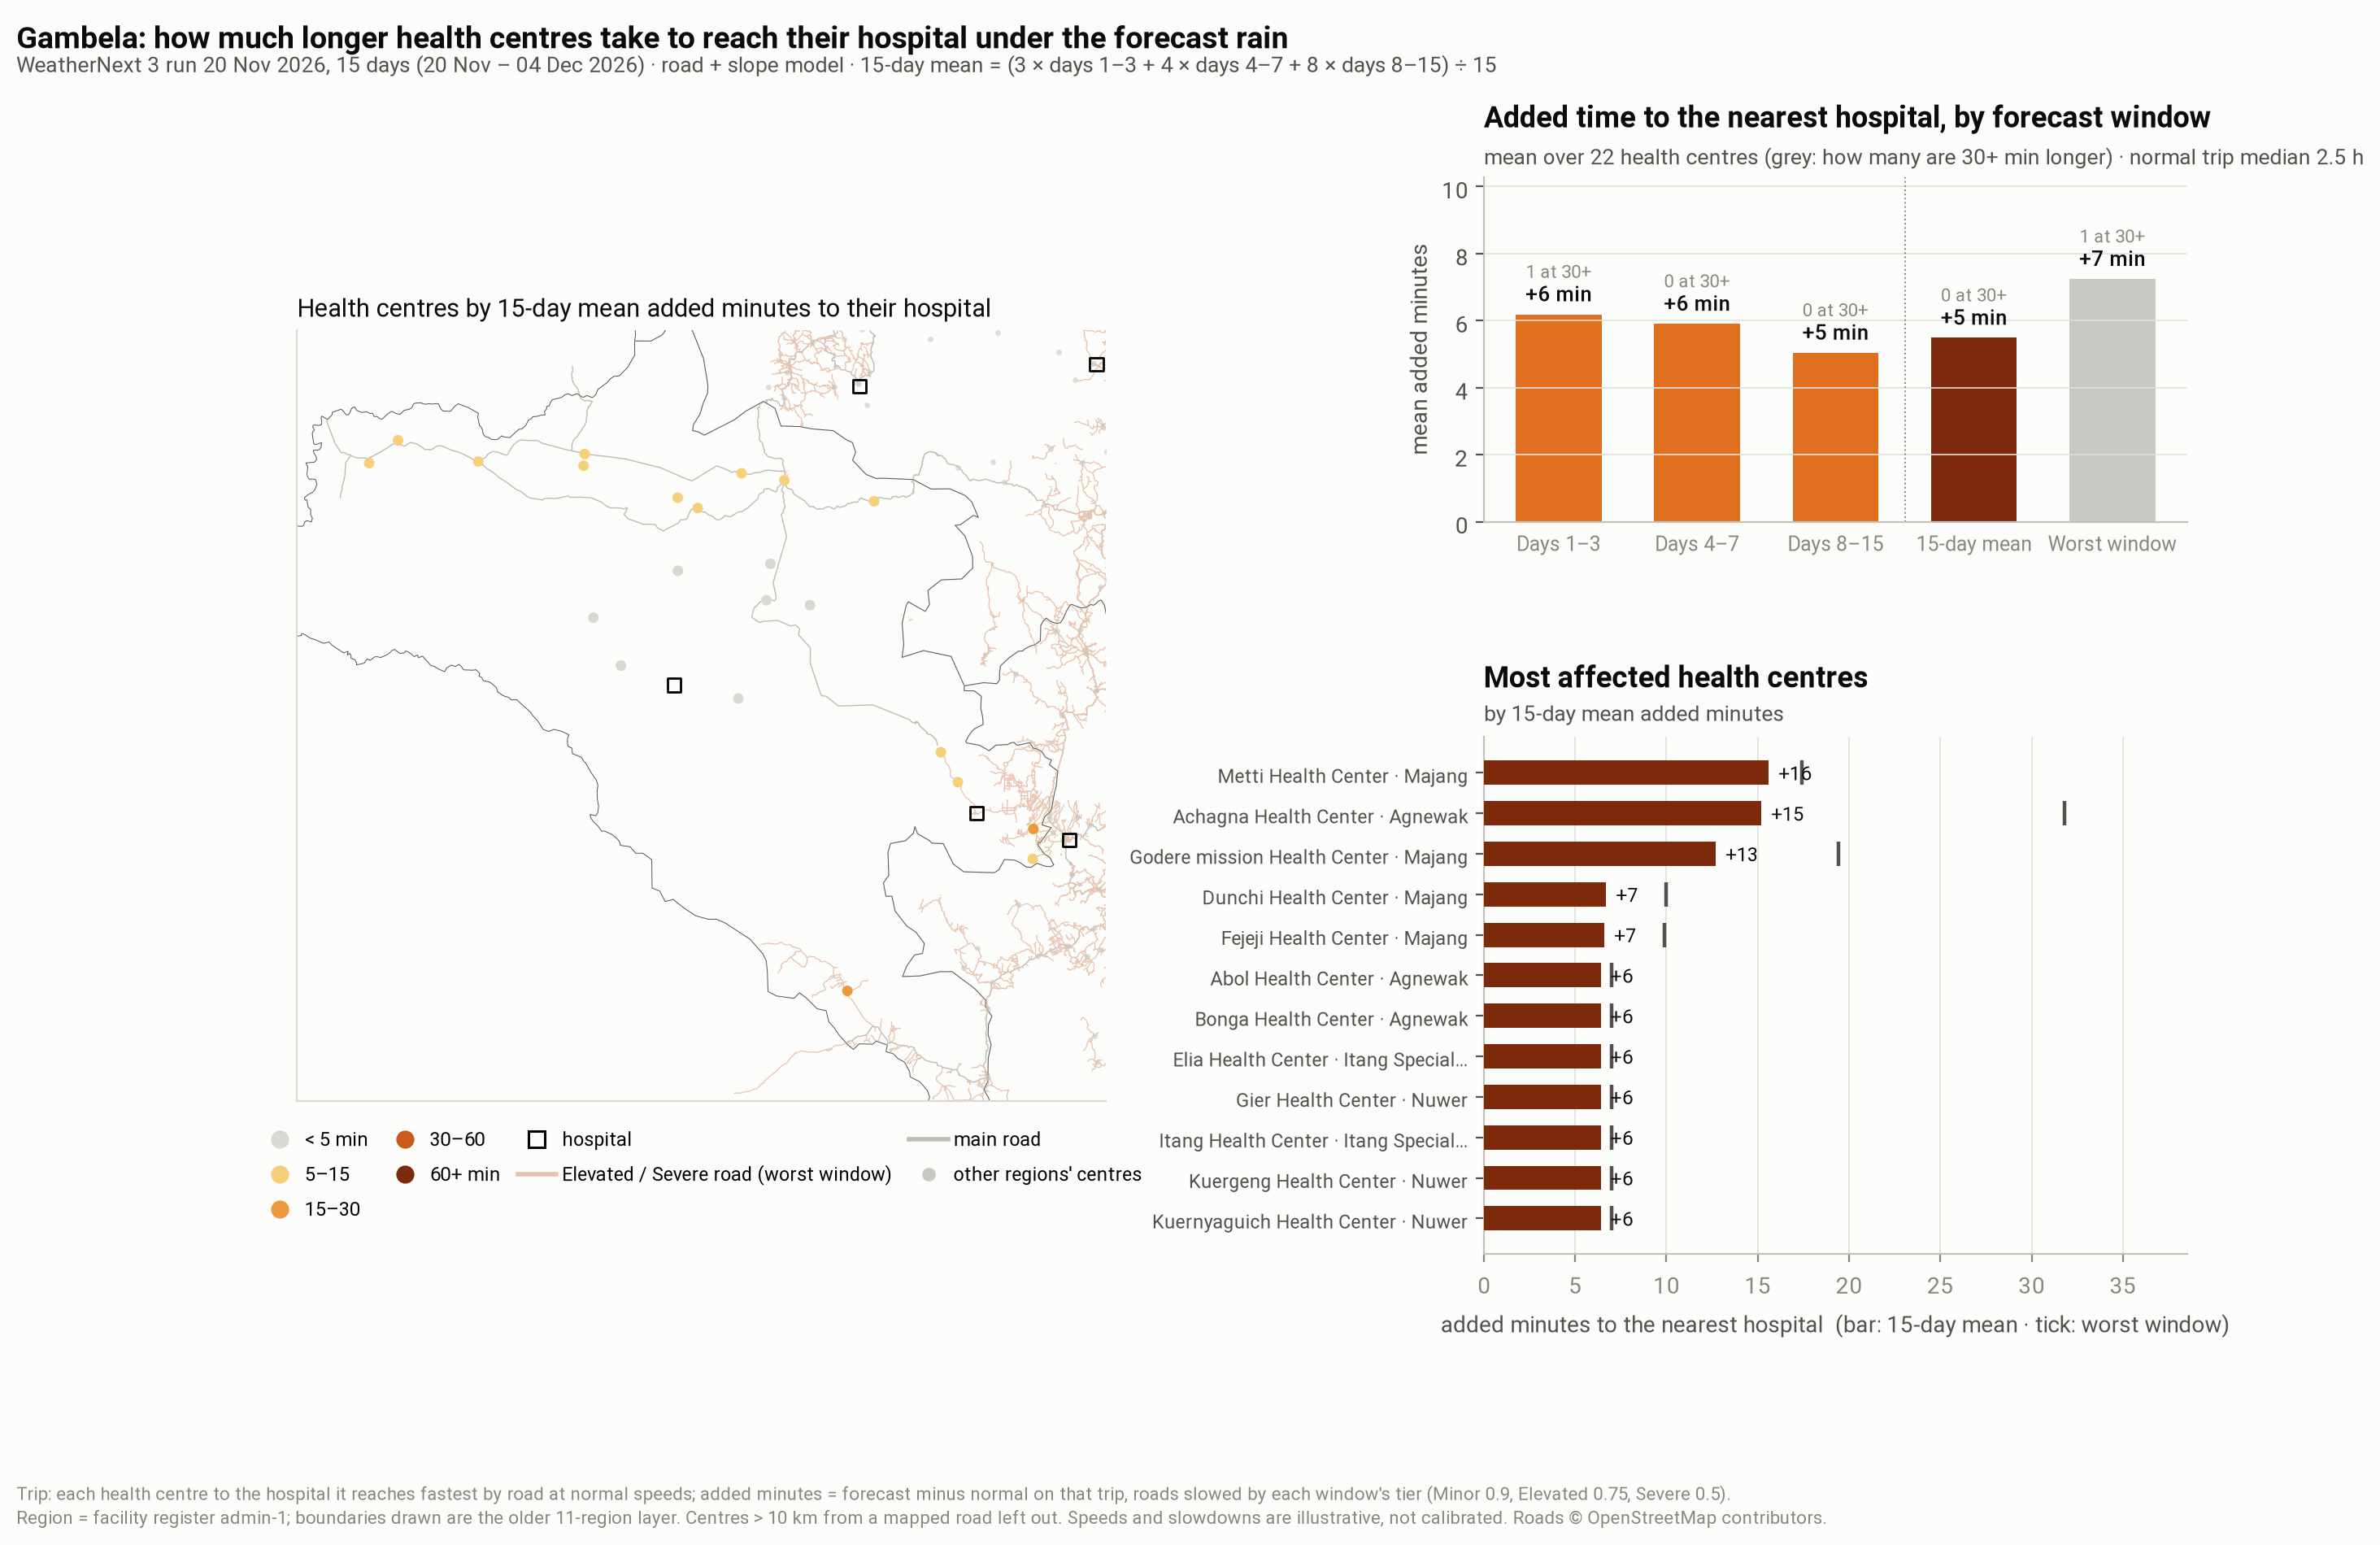 Gambela: how much longer health centres take to reach their hospital under the forecast rain
WeatherNext 3 run 20 Nov 2026, 15 days (20 Nov – 04 Dec 2026) · road + slope model · 15-day mean = (3 × days 1–3 + 4 × days 4–7 + 8 × days 8–15) ÷ 15
Health centres by 15-day mean added minutes to their hospital
< 5 min
5–15
15–30
30–60
60+ min
hospital
Elevated / Severe road (worst window)
main road
other regions' centres
Added time to the nearest hospital, by forecast window
mean over 22 health centres (grey: how many are 30+ min longer) · normal trip median 2.5 h
mean added minutes
10
8
6
4
2
0
1 at 30+
+6 min
0 at 30+
+6 min
0 at 30+
+5 min
0 at 30+
+5 min
1 at 30+
+7 min
Days 1–3
Days 4–7
Days 8–15
15-day mean
Worst window
Most affected health centres
by 15-day mean added minutes
Metti Health Center · Majang +16
Achagna Health Center · Agnewak +15
Godere mission Health Center · Majang +13
Dunchi Health Center · Majang +7
Fejeji Health Center · Majang +7
Abol Health Center · Agnewak +6
Bonga Health Center · Agnewak +6
Elia Health Center · Itang Special... +6
Gier Health Center · Nuwer +6
Itang Health Center · Itang Special... +6
Kuergeng Health Center · Nuwer +6
Kuernyaguich Health Center · Nuwer +6
0 5 10 15 20 25 30 35
added minutes to the nearest hospital (bar: 15-day mean · tick: worst window)
Trip: each health centre to the hospital it reaches fastest by road at normal speeds; added minutes = forecast minus normal on that trip, roads slowed by each window's tier (Minor 0.9, Elevated 0.75, Severe 0.5).
Region = facility register admin-1; boundaries drawn are the older 11-region layer. Centres > 10 km from a mapped road left out. Speeds and slowdowns are illustrative, not calibrated. Roads © OpenStreetMap contributors.